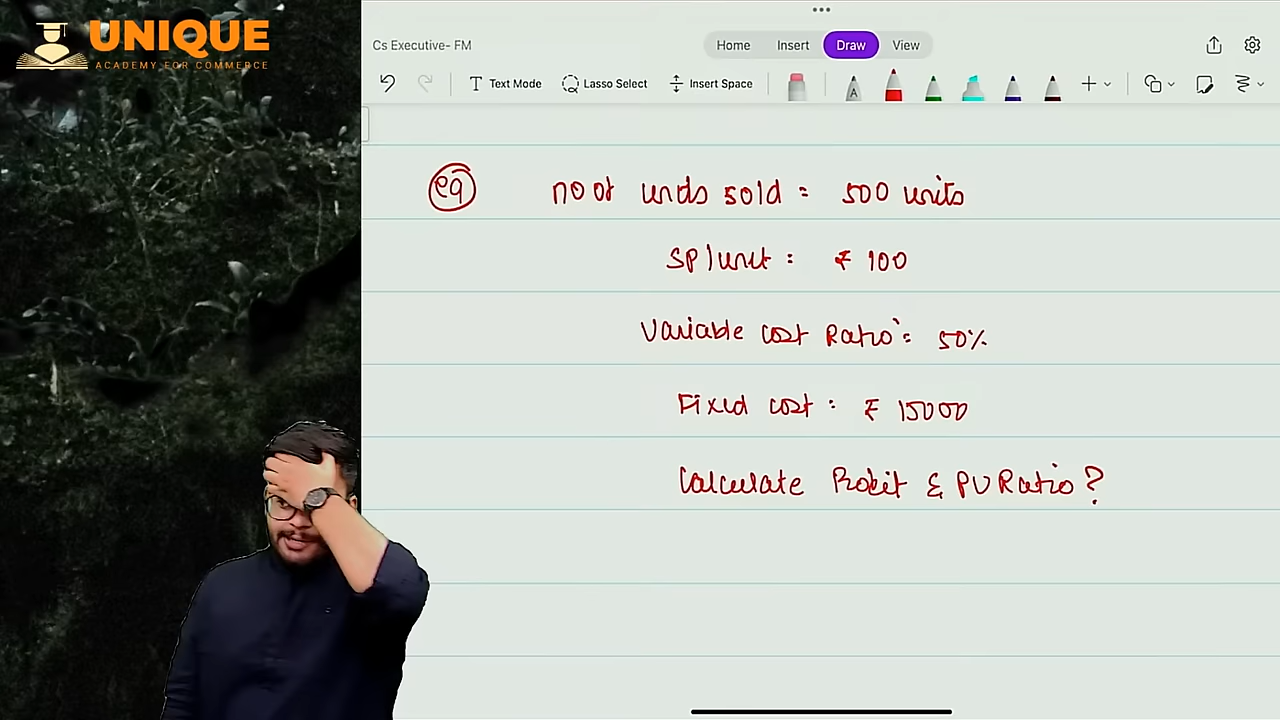 UNIQUE
ACADEMY FOR COMMERCE
Cs Executive- FM
Home Insert Draw View
Text Mode Lasso Select Insert Space
A
eg no of units sold = 500 units
SP/unit : ₹ 100
Variable cost Ratio : 50%
Fixed cost : ₹ 15000
Calculate Profit & PV Ratio?